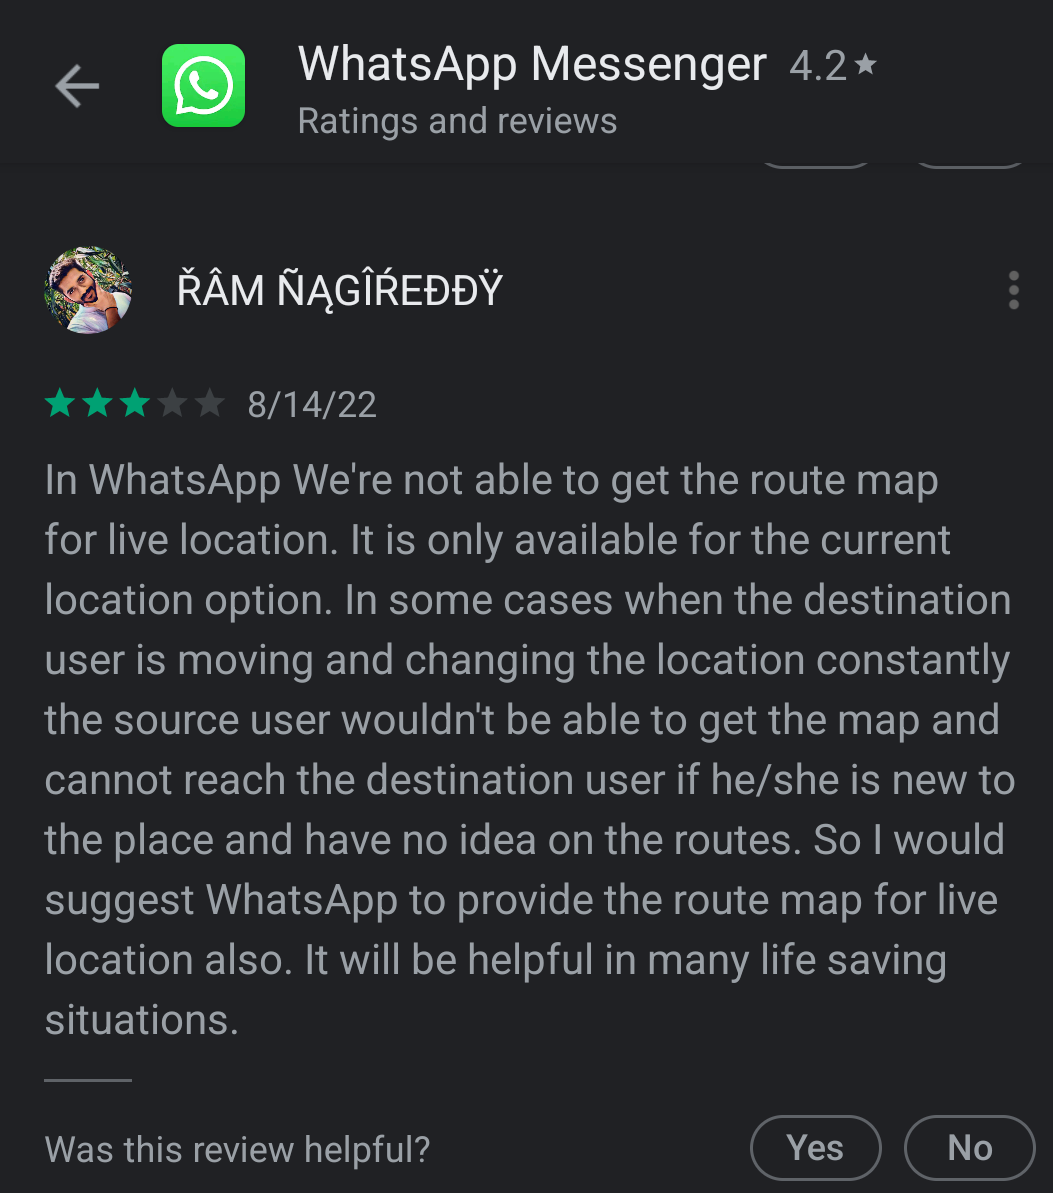 WhatsApp Messenger 4.2★
Ratings and reviews
ŘÂM ÑĄGÎŔEĐĐŸ
8/14/22
In WhatsApp We're not able to get the route map
for live location. It is only available for the current
location option. In some cases when the destination
user is moving and changing the location constantly
the source user wouldn't be able to get the map and
cannot reach the destination user if he/she is new to
the place and have no idea on the routes. So I would
suggest WhatsApp to provide the route map for live
location also. It will be helpful in many life saving
situations.
Was this review helpful? Yes No